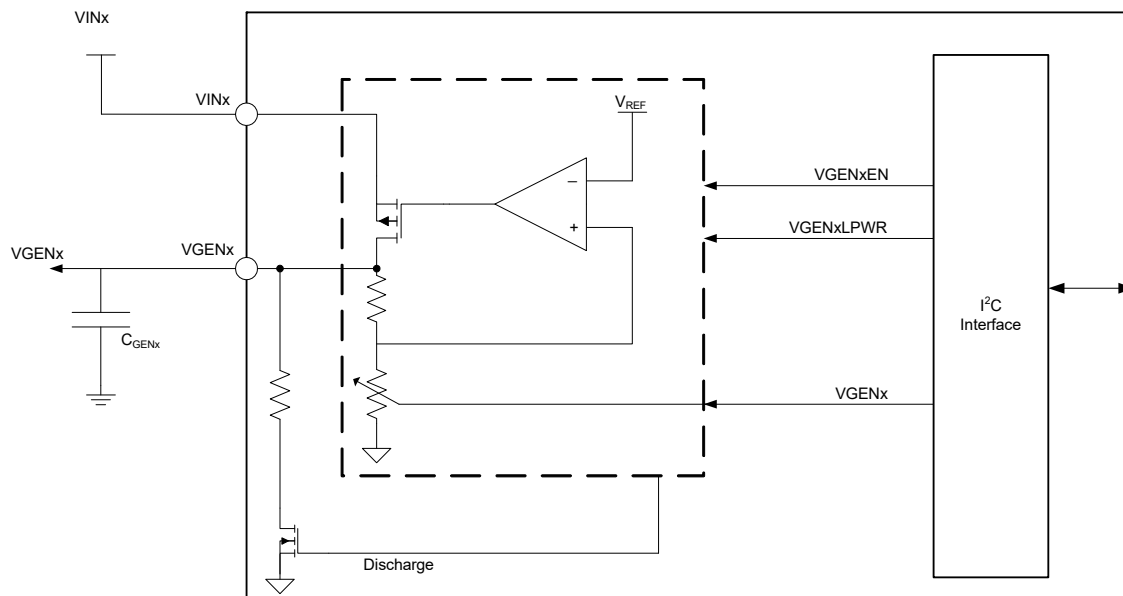 VINx
VINx
VREF
VGENxEN
VGENxLPWR
VGENx
VGENx
CGENx
I²C
Interface
VGENx
Discharge
−
+